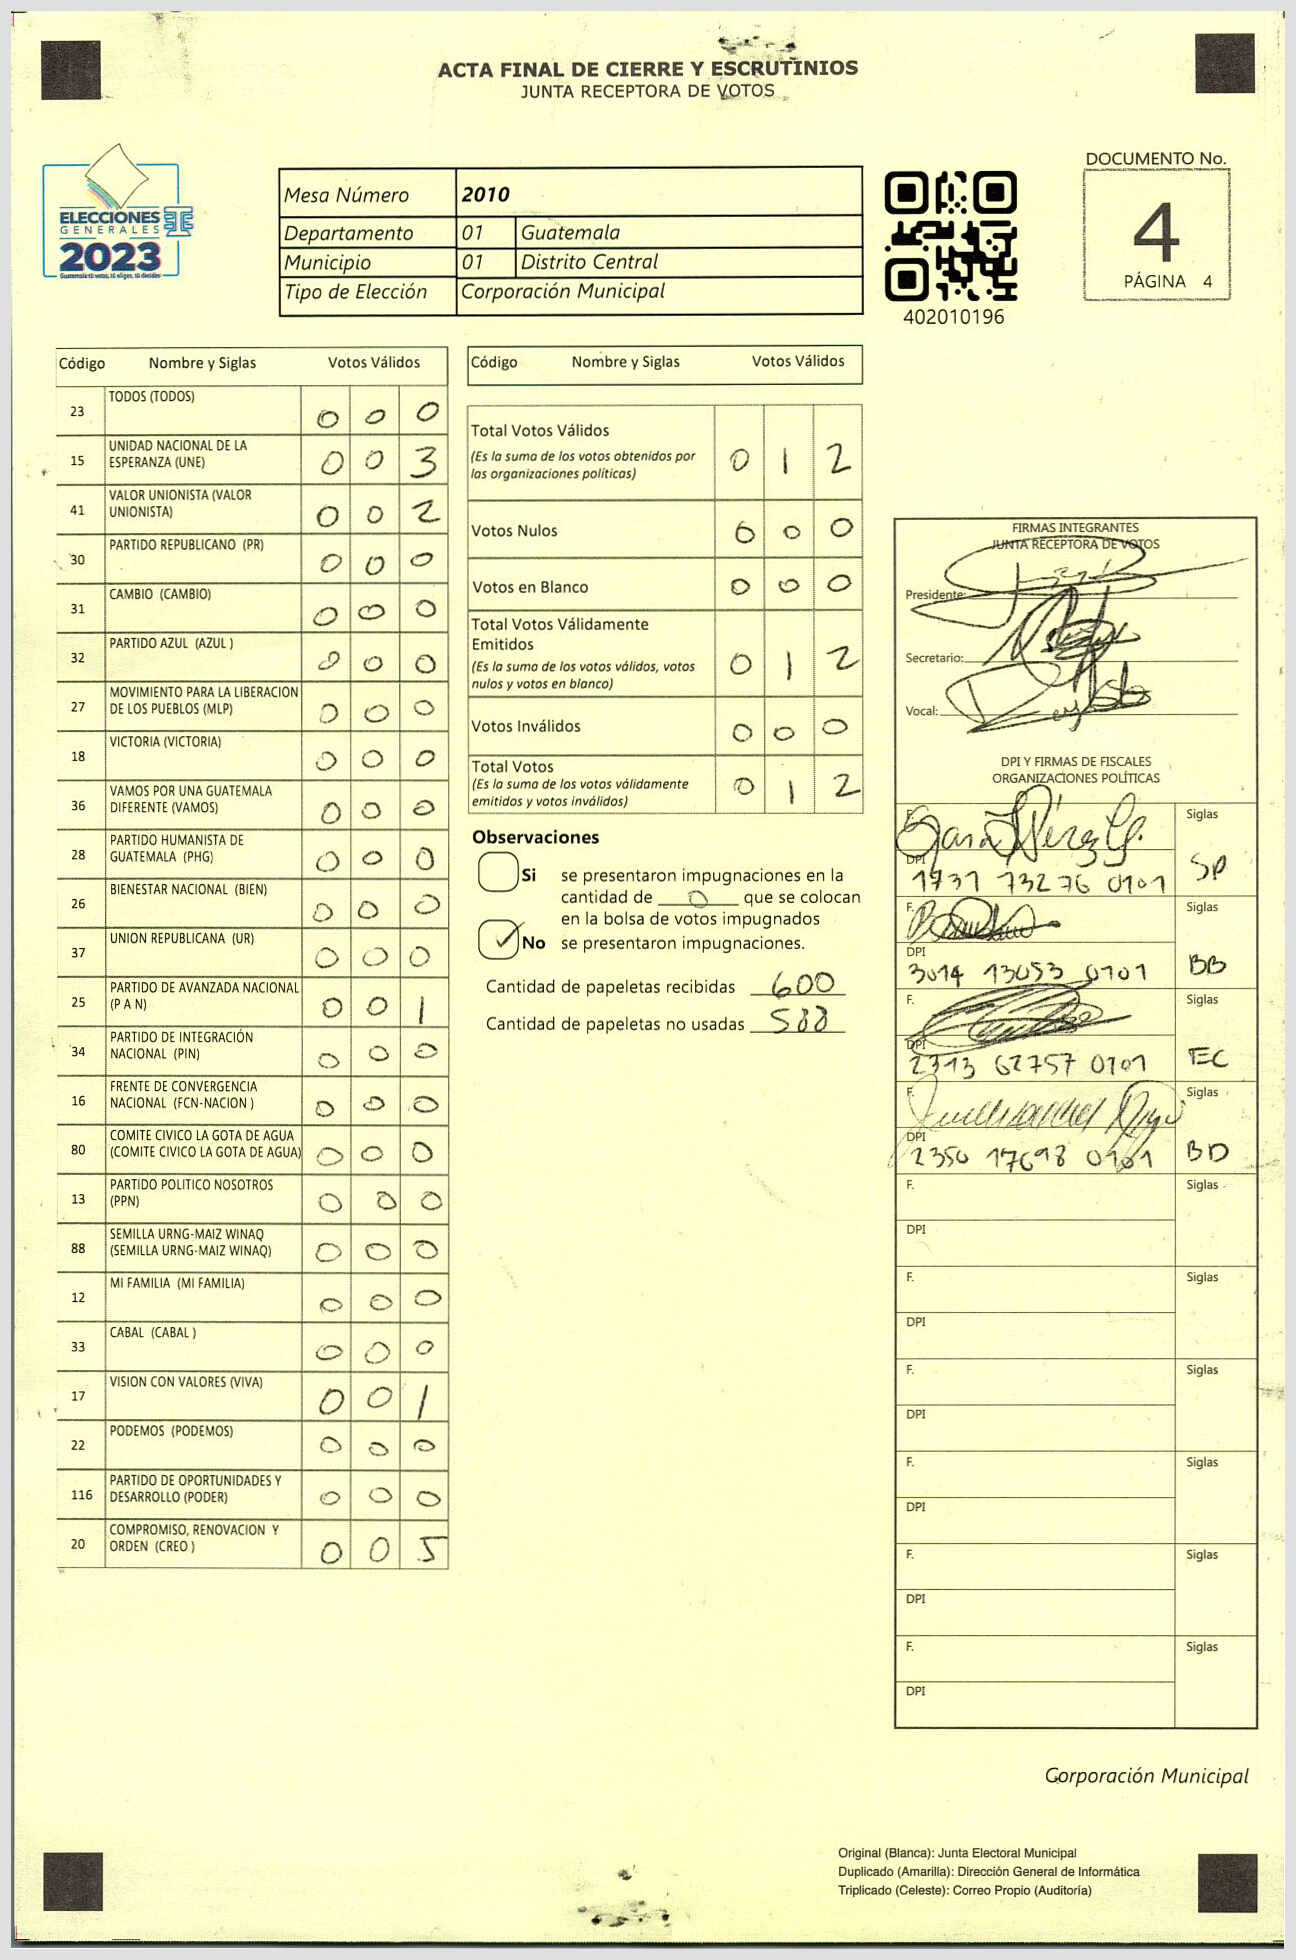 ACTA FINAL DE CIERRE Y ESCRUTINIOS
JUNTA RECEPTORA DE VOTOS
ELECCIONES
GENERALES
2023
Mesa Número 2010
Departamento 01 Guatemala
Municipio 01 Distrito Central
Tipo de Elección Corporación Municipal
402010196
DOCUMENTO No.
4
PÁGINA 4
Código Nombre y Siglas Votos Válidos
23 TODOS (TODOS) 0 0 0
15 UNIDAD NACIONAL DE LA
ESPERANZA (UNE) 0 0 3
41 VALOR UNIONISTA (VALOR
UNIONISTA) 0 0 2
30 PARTIDO REPUBLICANO (PR) 0 0 0
31 CAMBIO (CAMBIO) 0 0 0
32 PARTIDO AZUL (AZUL ) 0 0 0
27 MOVIMIENTO PARA LA LIBERACION
DE LOS PUEBLOS (MLP) 0 0 0
18 VICTORIA (VICTORIA) 0 0 0
36 VAMOS POR UNA GUATEMALA
DIFERENTE (VAMOS) 0 0 0
28 PARTIDO HUMANISTA DE
GUATEMALA (PHG) 0 0 0
26 BIENESTAR NACIONAL (BIEN) 0 0 0
37 UNION REPUBLICANA (UR) 0 0 0
25 PARTIDO DE AVANZADA NACIONAL
(P A N) 0 0 1
34 PARTIDO DE INTEGRACIÓN
NACIONAL (PIN) 0 0 0
16 FRENTE DE CONVERGENCIA
NACIONAL (FCN-NACION ) 0 0 0
80 COMITE CIVICO LA GOTA DE AGUA
(COMITE CIVICO LA GOTA DE AGUA) 0 0 0
13 PARTIDO POLITICO NOSOTROS
(PPN) 0 0 0
88 SEMILLA URNG-MAIZ WINAQ
(SEMILLA URNG-MAIZ WINAQ) 0 0 0
12 MI FAMILIA (MI FAMILIA) 0 0 0
33 CABAL (CABAL ) 0 0 0
17 VISION CON VALORES (VIVA) 0 0 1
22 PODEMOS (PODEMOS) 0 0 0
116 PARTIDO DE OPORTUNIDADES Y
DESARROLLO (PODER) 0 0 0
20 COMPROMISO, RENOVACION Y
ORDEN (CREO ) 0 0 5
Código Nombre y Siglas Votos Válidos
Total Votos Válidos
(Es la suma de los votos obtenidos por
las organizaciones políticas) 0 1 2
Votos Nulos 0 0 0
Votos en Blanco 0 0 0
Total Votos Válidamente
Emitidos
(Es la suma de los votos válidos, votos
nulos y votos en blanco) 0 1 2
Votos Inválidos 0 0 0
Total Votos
(Es la suma de los votos válidamente
emitidos y votos inválidos) 0 1 2
Observaciones
Si se presentaron impugnaciones en la
cantidad de 0 que se colocan
en la bolsa de votos impugnados
No se presentaron impugnaciones.
Cantidad de papeletas recibidas 600
Cantidad de papeletas no usadas 588
FIRMAS INTEGRANTES
JUNTA RECEPTORA DE VOTOS
Presidente:
Secretario:
Vocal:
DPI Y FIRMAS DE FISCALES
ORGANIZACIONES POLÍTICAS
F. Siglas
DPI
1731 73276 0101 SP
F. Siglas
DPI
3014 13053 0101 BB
F. Siglas
DPI
2313 62757 0101 EC
F. Siglas
DPI
2350 17698 0101 BD
F. Siglas
DPI
F. Siglas
DPI
F. Siglas
DPI
F. Siglas
DPI
F. Siglas
DPI
F. Siglas
DPI
Corporación Municipal
Original (Blanca): Junta Electoral Municipal
Duplicado (Amarilla): Dirección General de Informática
Triplicado (Celeste): Correo Propio (Auditoría)